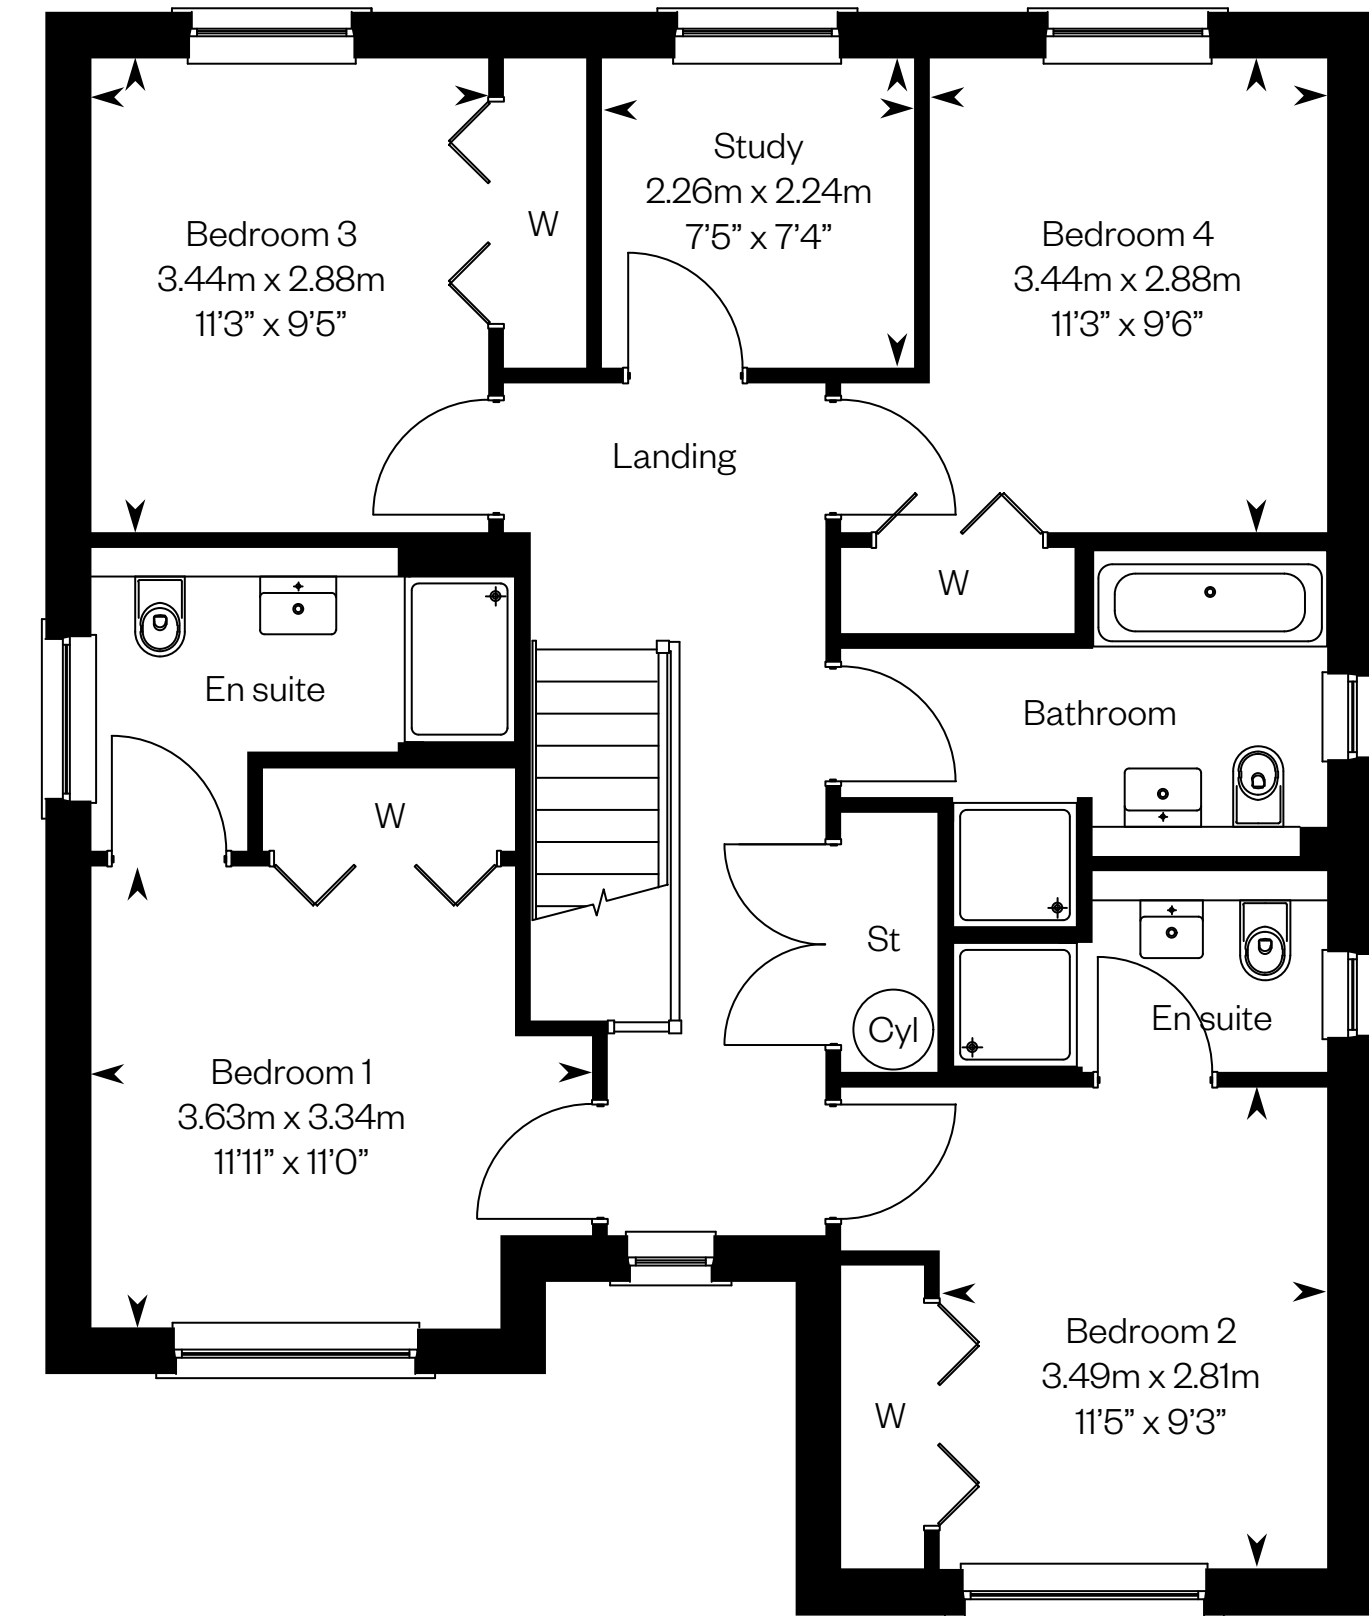 Bedroom 3
3.44m x 2.88m
11’3” x 9’5”
W
Study
2.26m x 2.24m
7’5” x 7’4”
Bedroom 4
3.44m x 2.88m
11’3” x 9’6”
Landing
W
En suite
Bathroom
W
St
Cyl
En suite
Bedroom 1
3.63m x 3.34m
11’11” x 11’0”
Bedroom 2
3.49m x 2.81m
11’5” x 9’3”
W